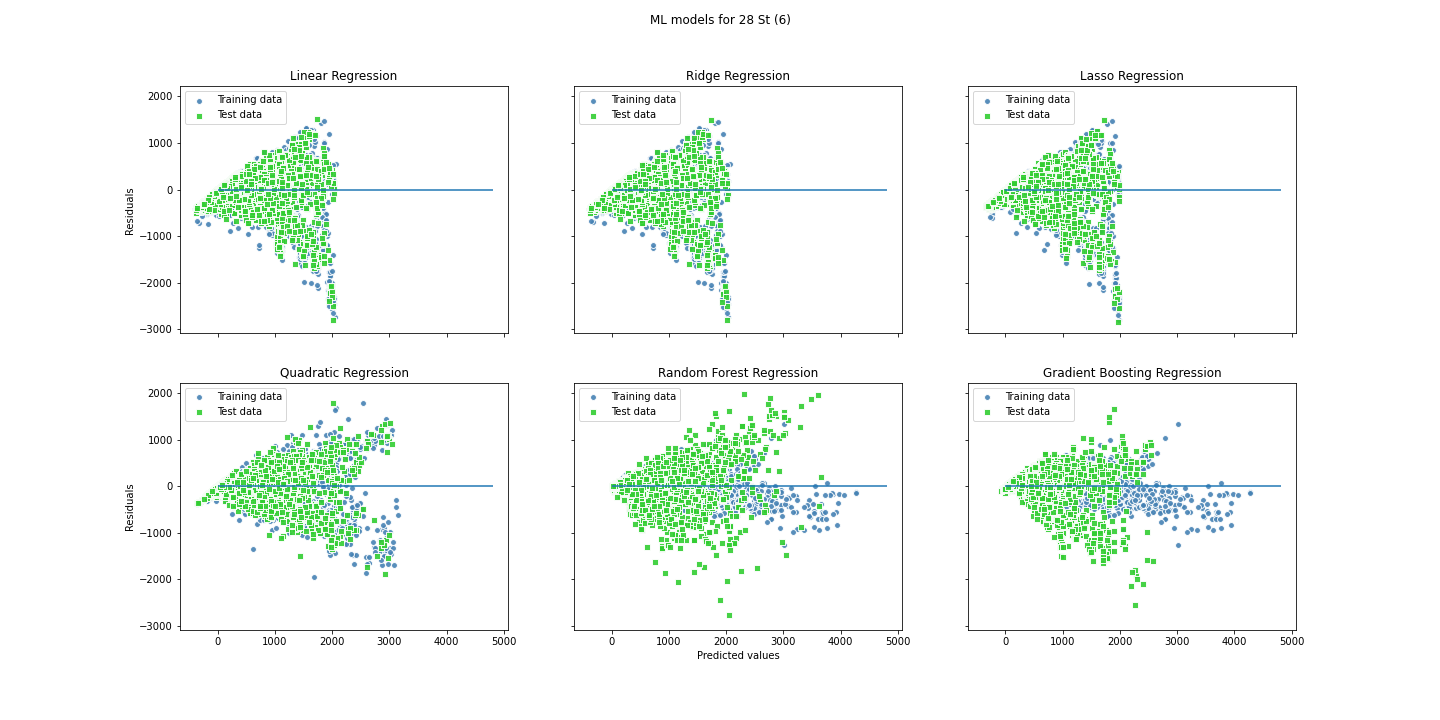 ML models for 28 St (6)
Linear Regression
Ridge Regression
Lasso Regression
Training data
Test data
Training data
Test data
Training data
Test data
2000
1000
0
−1000
−2000
−3000
Residuals
Quadratic Regression
Random Forest Regression
Gradient Boosting Regression
Training data
Test data
Training data
Test data
Training data
Test data
2000
1000
0
−1000
−2000
−3000
Residuals
0 1000 2000 3000 4000 5000
0 1000 2000 3000 4000 5000
0 1000 2000 3000 4000 5000
Predicted values